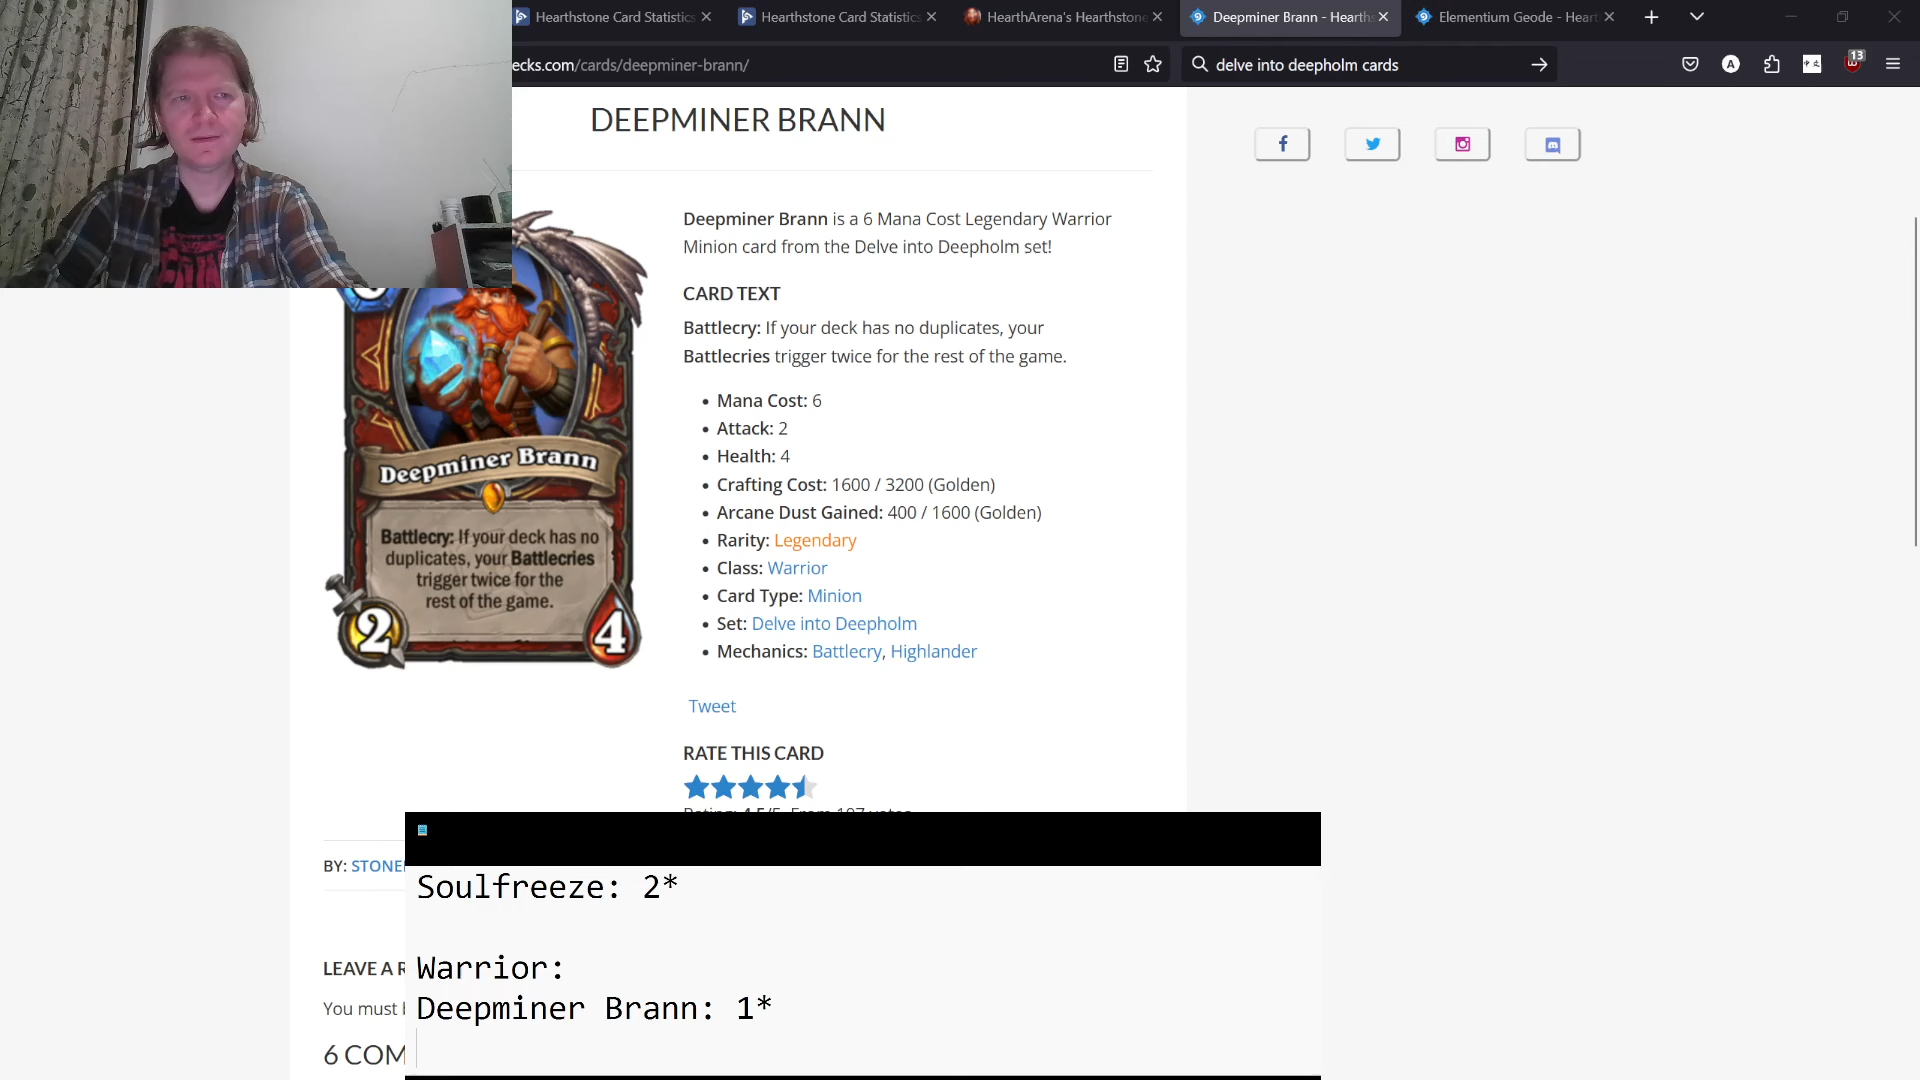 Hearthstone Card Statistics
Hearthstone Card Statistics
HearthArena's Hearthstone
Deepminer Brann - Hearths
Elementium Geode - Heart
ecks.com/cards/deepminer-brann/
delve into deepholm cards
A
13
DEEPMINER BRANN
Deepminer Brann is a 6 Mana Cost Legendary Warrior
Minion card from the Delve into Deepholm set!
CARD TEXT
Battlecry: If your deck has no duplicates, your
Battlecries trigger twice for the rest of the game.
Mana Cost: 6
Attack: 2
Health: 4
Crafting Cost: 1600 / 3200 (Golden)
Arcane Dust Gained: 400 / 1600 (Golden)
Rarity: Legendary
Class: Warrior
Card Type: Minion
Set: Delve into Deepholm
Mechanics: Battlecry, Highlander
Deepminer Brann
Battlecry: If your deck has no
duplicates, your Battlecries
trigger twice for the
rest of the game.
2
4
Tweet
RATE THIS CARD
BY: STONE
LEAVE A R
You must
6 COM
Soulfreeze: 2*
Warrior:
Deepminer Brann: 1*